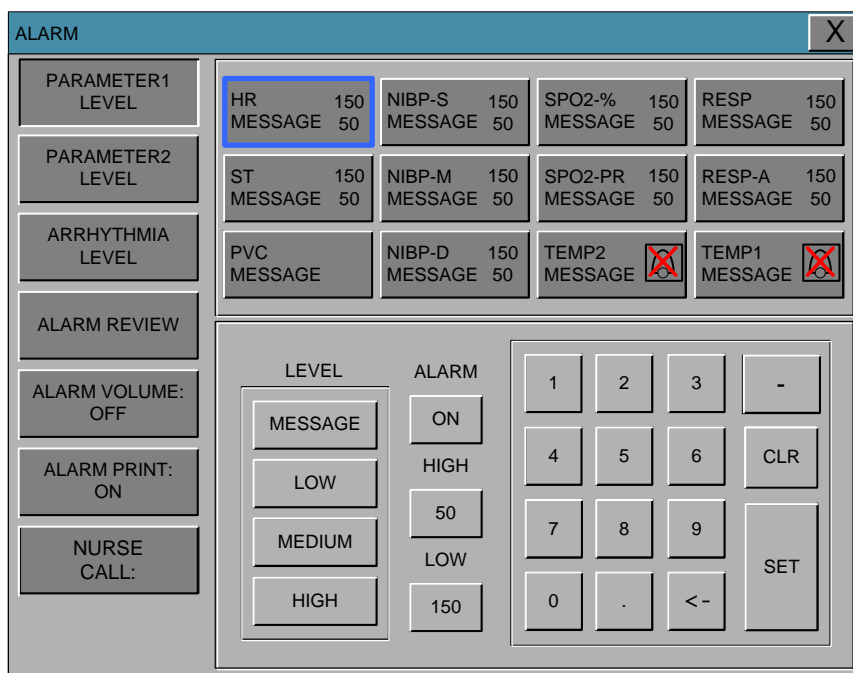 ALARM X
PARAMETER1
LEVEL
PARAMETER2
LEVEL
ARRHYTHMIA
LEVEL
ALARM REVIEW
ALARM VOLUME:
OFF
ALARM PRINT:
ON
NURSE
CALL:
HR 150
MESSAGE 50
NIBP-S 150
MESSAGE 50
SPO2-% 150
MESSAGE 50
RESP 150
MESSAGE 50
ST 150
MESSAGE 50
NIBP-M 150
MESSAGE 50
SPO2-PR 150
MESSAGE 50
RESP-A 150
MESSAGE 50
PVC
MESSAGE
NIBP-D 150
MESSAGE 50
TEMP2
MESSAGE
TEMP1
MESSAGE
LEVEL
MESSAGE
LOW
MEDIUM
HIGH
ALARM
ON
HIGH
50
LOW
150
1 2 3 -
4 5 6 CLR
7 8 9
SET
0 . <-